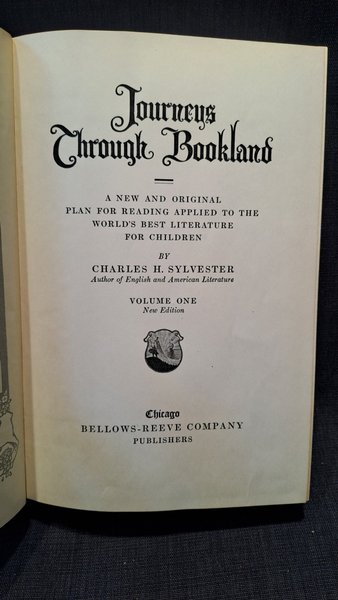 Journeys
Through Bookland
A NEW AND ORIGINAL
PLAN FOR READING APPLIED TO THE
WORLD'S BEST LITERATURE
FOR CHILDREN
BY
CHARLES H. SYLVESTER
Author of English and American Literature
VOLUME ONE
New Edition
Chicago
BELLOWS-REEVE COMPANY
PUBLISHERS